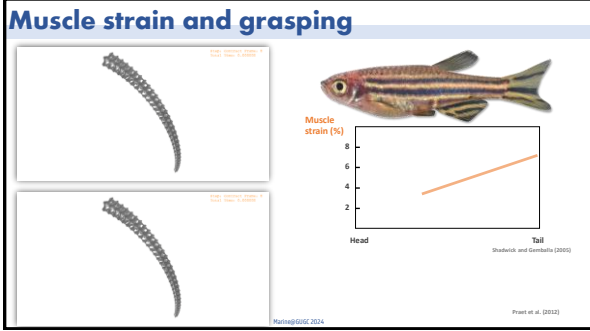 Muscle strain and grasping
Muscle
strain (%)
8
6
4
2
Head
Tail
Shadwick and Gemballa (2005)
Praet et al. (2012)
Marine@GUGC 2024